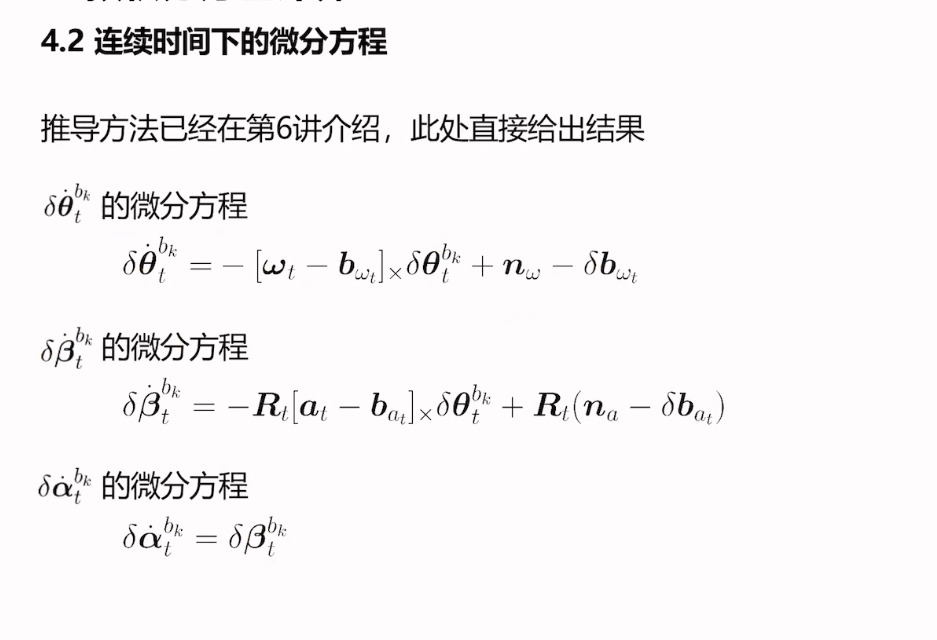 4.2 连续时间下的微分方程
推导方法已经在第6讲介绍，此处直接给出结果
$\delta\dot{\boldsymbol{\theta}}_t^{b_k}$ 的微分方程
$\delta\dot{\boldsymbol{\theta}}_t^{b_k} = -[\boldsymbol{\omega}_t - \boldsymbol{b}_{\omega_t}]_\times \delta\boldsymbol{\theta}_t^{b_k} + \boldsymbol{n}_\omega - \delta\boldsymbol{b}_{\omega_t}$
$\delta\dot{\boldsymbol{\beta}}_t^{b_k}$ 的微分方程
$\delta\dot{\boldsymbol{\beta}}_t^{b_k} = -\boldsymbol{R}_t[\boldsymbol{a}_t - \boldsymbol{b}_{a_t}]_\times \delta\boldsymbol{\theta}_t^{b_k} + \boldsymbol{R}_t(\boldsymbol{n}_a - \delta\boldsymbol{b}_{a_t})$
$\delta\dot{\boldsymbol{\alpha}}_t^{b_k}$ 的微分方程
$\delta\dot{\boldsymbol{\alpha}}_t^{b_k} = \delta\boldsymbol{\beta}_t^{b_k}$